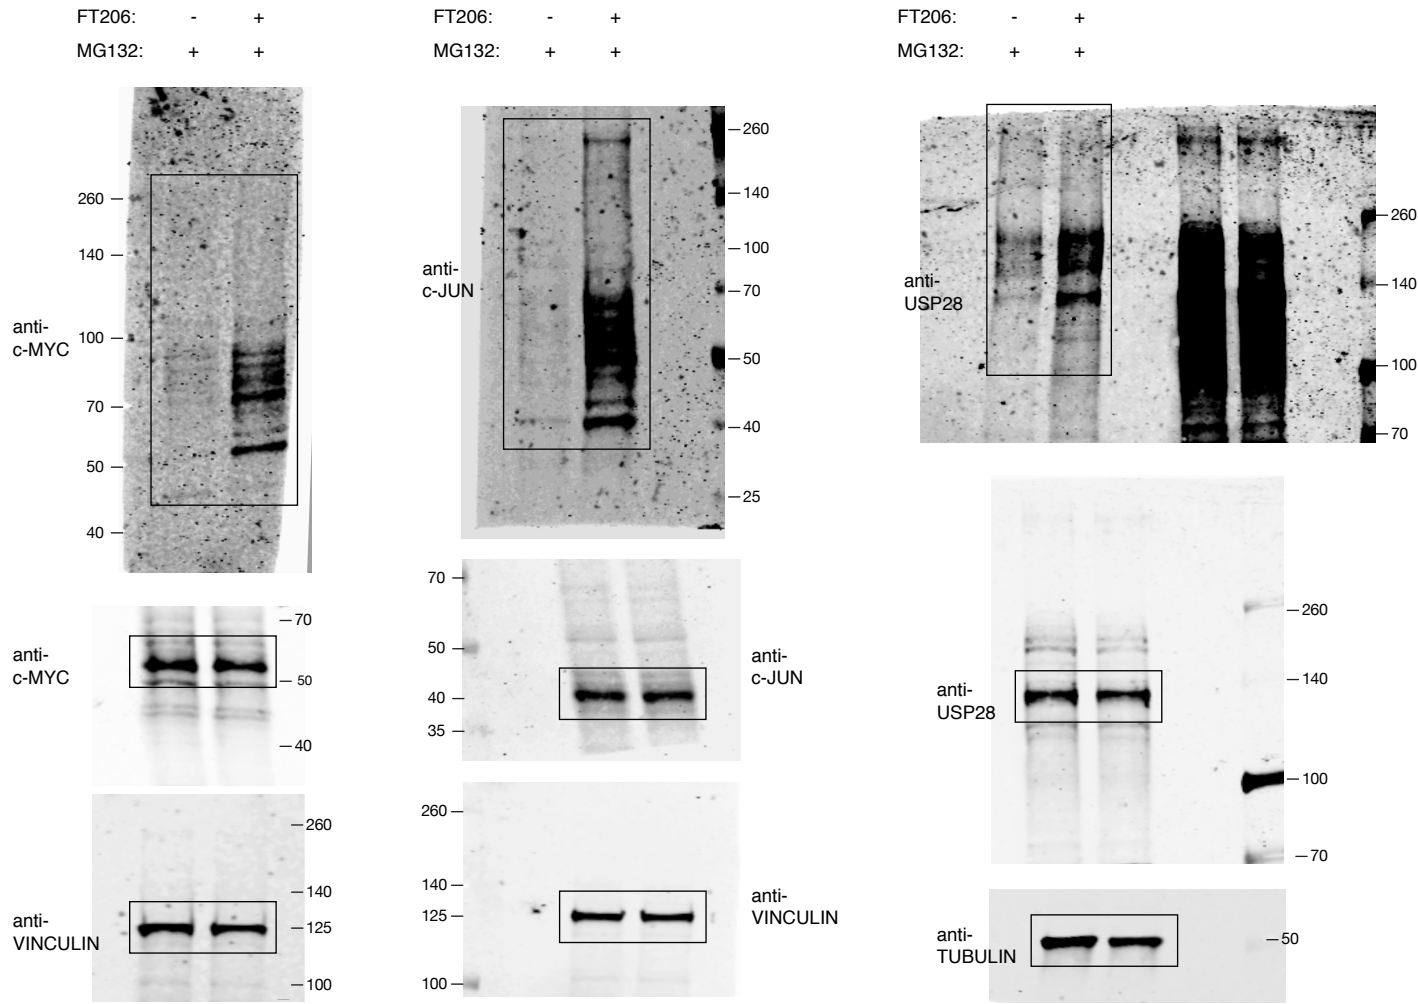 FT206: - +
MG132: + +
260
140
anti-
c-MYC
100
70
50
40
anti-
c-MYC
70
50
40
anti-
VINCULIN
260
140
125
100
FT206: - +
MG132: + +
anti-
c-JUN
260
140
100
70
50
40
25
70
50
40
35
anti-
c-JUN
260
140
125
100
anti-
VINCULIN
FT206: - +
MG132: + +
anti-
USP28
260
140
100
70
anti-
USP28
260
140
100
70
anti-
TUBULIN
50